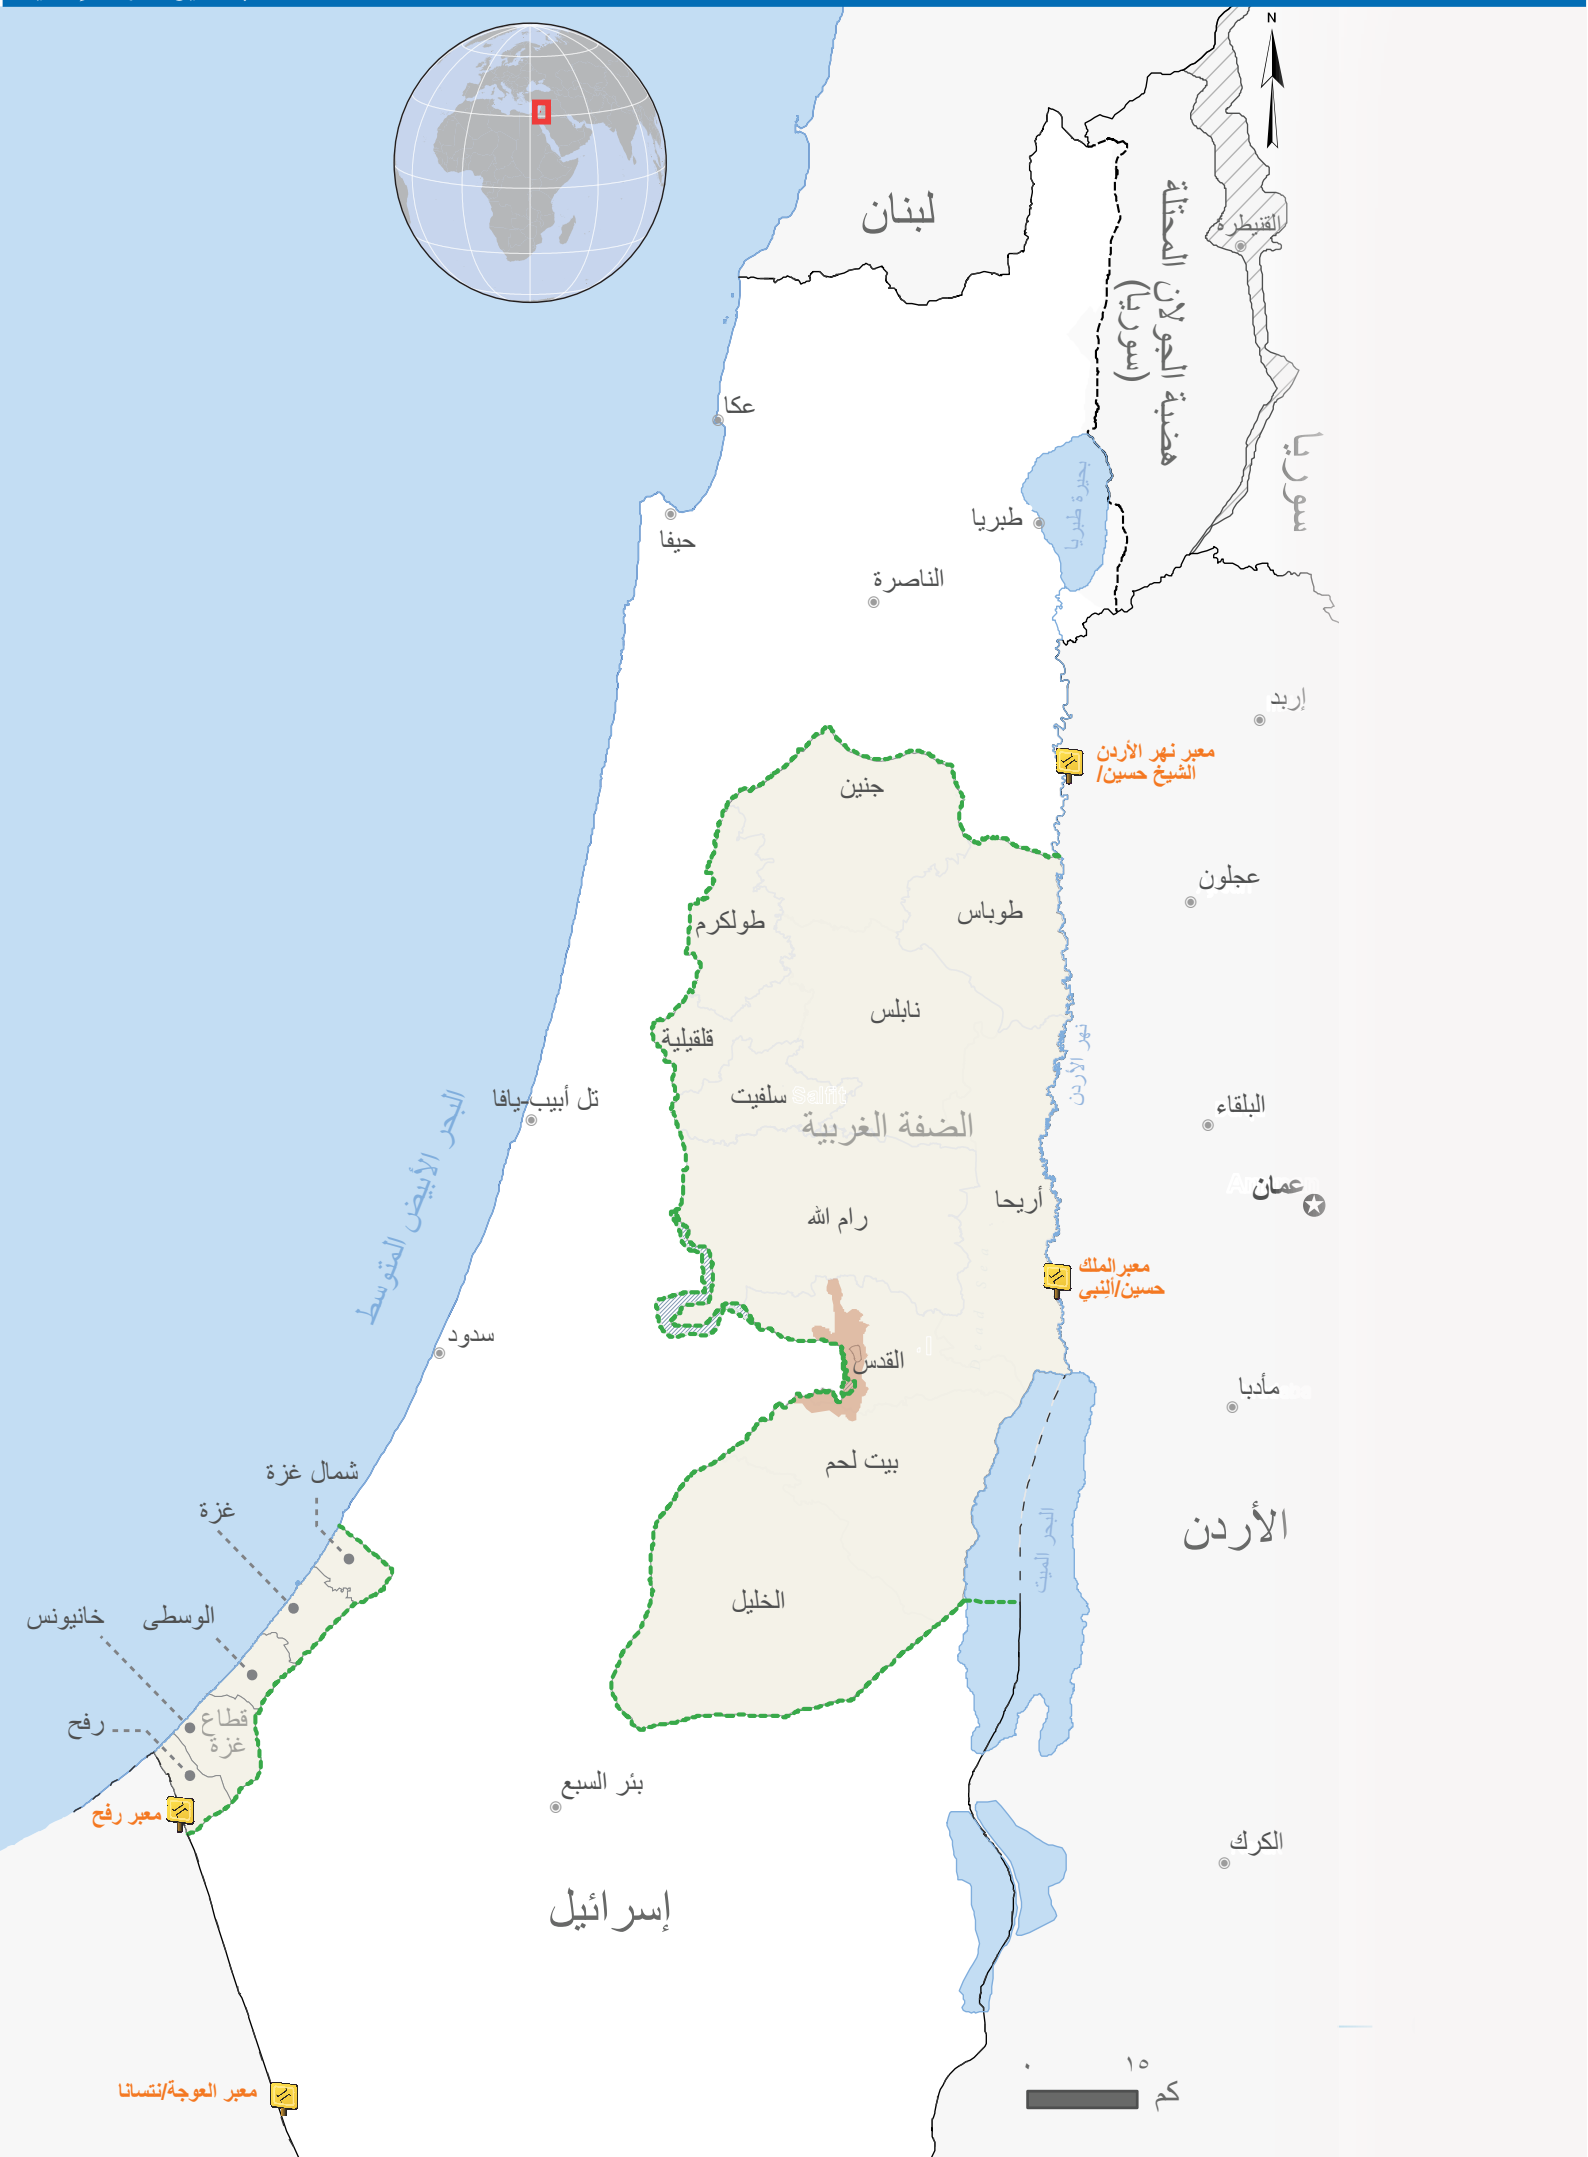 N
لبنان
هضبة الجولان المحتلة
(سوريا)
القنيطرة
سوريا
عكا
حيفا
طبريا
بحيرة طبريا
الناصرة
إربد
معبر نهر الأردن
الشيخ حسين/
جنين
عجلون
طوباس
طولكرم
نابلس
قلقيلية
نهر الأردن
تل أبيب-يافا
سلفيت
Salfit
البلقاء
الضفة الغربية
البحر الأبيض المتوسط
عمان
أريحا
رام الله
معبرالملك
حسين/ألنبي
سدود
القدس
مأدبا
بيت لحم
شمال غزة
غزة
الأردن
البحر الميت
الخليل
الوسطى
خانيونس
قطاع
غزة
رفح
بئر السبع
معبر رفح
الكرك
إسرائيل
معبر العوجة/نتسانا
٠ ١٥
كم